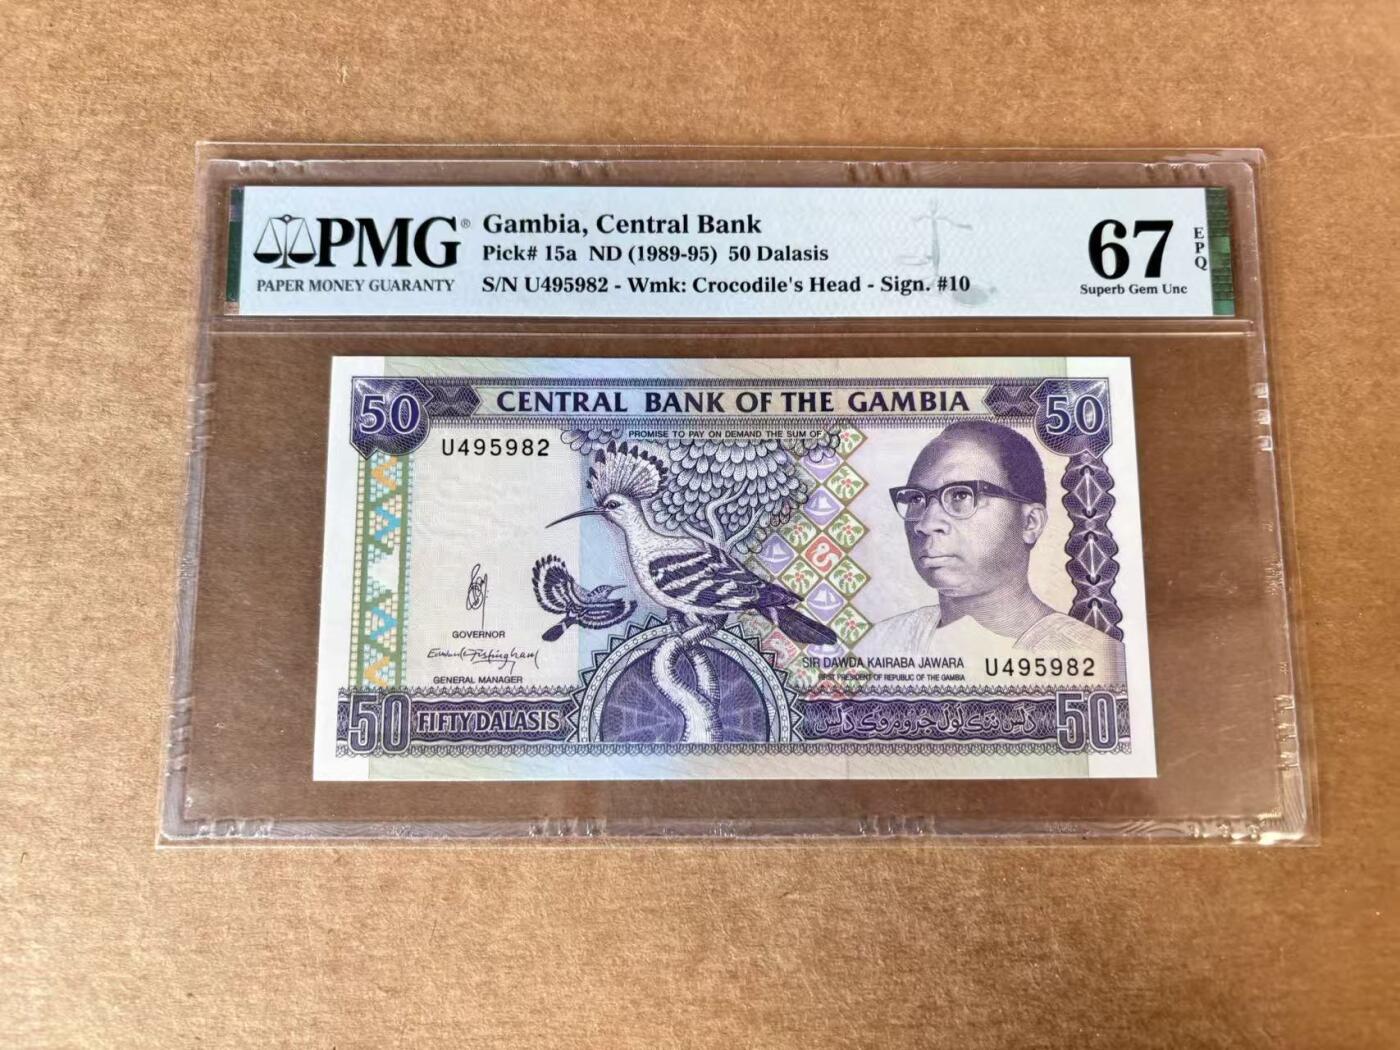 PMG®
PAPER MONEY GUARANTY
Gambia, Central Bank
Pick# 15a ND (1989-95) 50 Dalasis
S/N U495982 - Wmk: Crocodile's Head - Sign. #10
67
EPQ
Superb Gem Unc
50
CENTRAL BANK OF THE GAMBIA
50
PROMISE TO PAY ON DEMAND THE SUM OF
U495982
GOVERNOR
GENERAL MANAGER
SIR DAWDA KAIRABA JAWARA
FIRST PRESIDENT OF REPUBLIC OF THE GAMBIA
U495982
50
FIFTY DALASIS
50